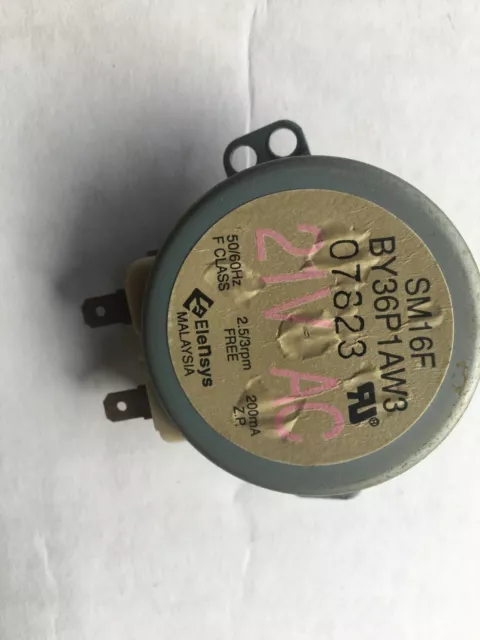 SM16F
BY36P1AW3
07823
21V AC
50/60Hz 2.5/3rpm 200mA
F CLASS FREE Z.P.
Elensys
MALAYSIA